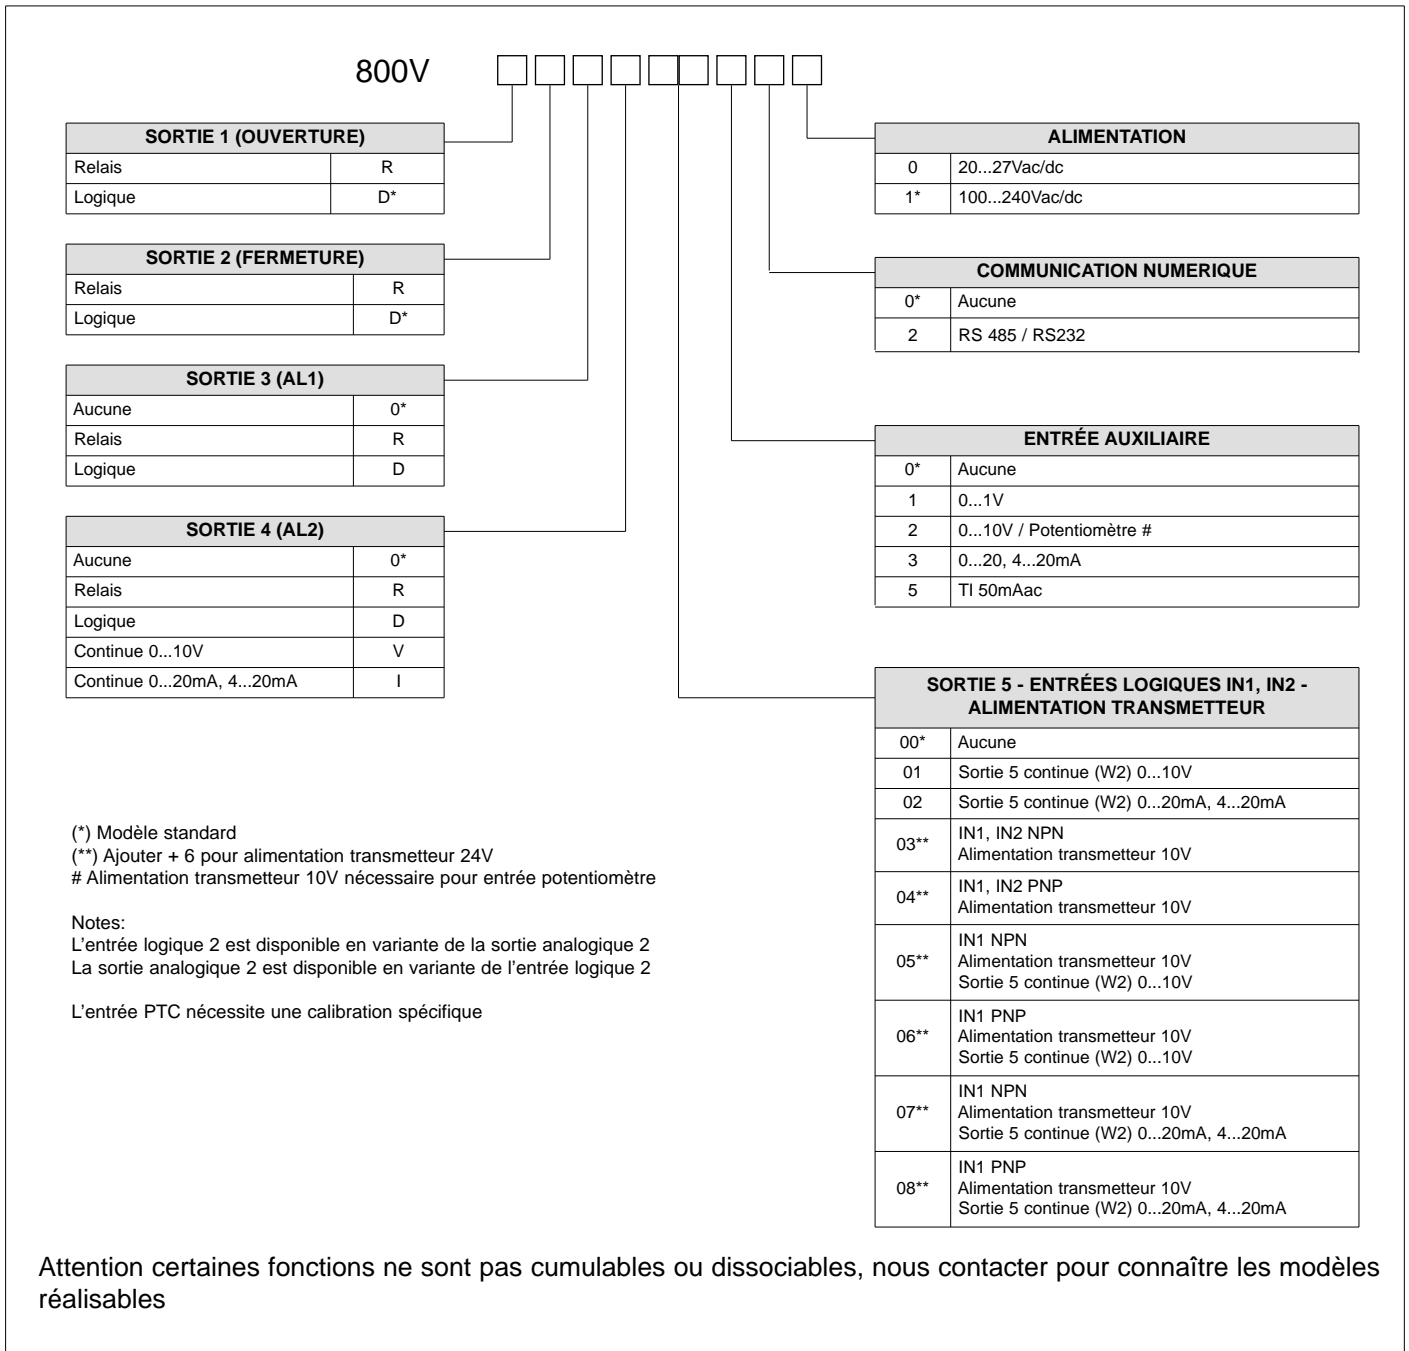 800V
SORTIE 1 (OUVERTURE)
Relais R
Logique D*
SORTIE 2 (FERMETURE)
Relais R
Logique D*
SORTIE 3 (AL1)
Aucune 0*
Relais R
Logique D
SORTIE 4 (AL2)
Aucune 0*
Relais R
Logique D
Continue 0...10V V
Continue 0...20mA, 4...20mA I
(*) Modèle standard
(**) Ajouter + 6 pour alimentation transmetteur 24V
# Alimentation transmetteur 10V nécessaire pour entrée potentiomètre
Notes:
L'entrée logique 2 est disponible en variante de la sortie analogique 2
La sortie analogique 2 est disponible en variante de l'entrée logique 2
L'entrée PTC nécessite une calibration spécifique
ALIMENTATION
0 20...27Vac/dc
1* 100...240Vac/dc
COMMUNICATION NUMERIQUE
0* Aucune
2 RS 485 / RS232
ENTRÉE AUXILIAIRE
0* Aucune
1 0...1V
2 0...10V / Potentiomètre #
3 0...20, 4...20mA
5 TI 50mAac
SORTIE 5 - ENTRÉES LOGIQUES IN1, IN2 -
ALIMENTATION TRANSMETTEUR
00* Aucune
01 Sortie 5 continue (W2) 0...10V
02 Sortie 5 continue (W2) 0...20mA, 4...20mA
03** IN1, IN2 NPN
Alimentation transmetteur 10V
04** IN1, IN2 PNP
Alimentation transmetteur 10V
05** IN1 NPN
Alimentation transmetteur 10V
Sortie 5 continue (W2) 0...10V
06** IN1 PNP
Alimentation transmetteur 10V
Sortie 5 continue (W2) 0...10V
07** IN1 NPN
Alimentation transmetteur 10V
Sortie 5 continue (W2) 0...20mA, 4...20mA
08** IN1 PNP
Alimentation transmetteur 10V
Sortie 5 continue (W2) 0...20mA, 4...20mA
Attention certaines fonctions ne sont pas cumulables ou dissociables, nous contacter pour connaître les modèles
réalisables